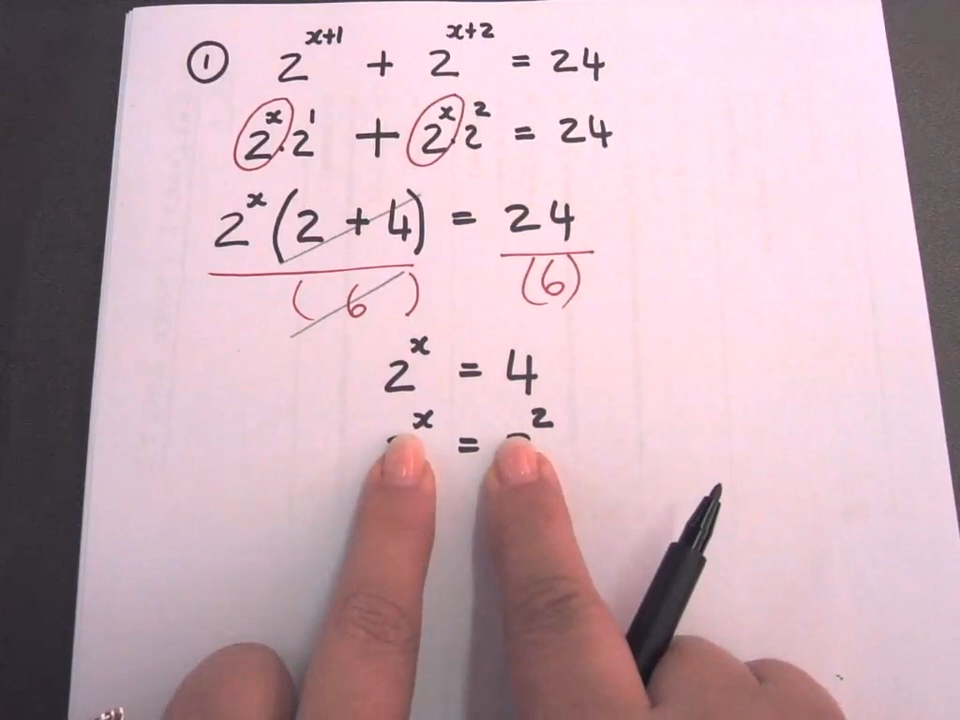 ① 2^{x+1} + 2^{x+2} = 24
2^x · 2^1 + 2^x · 2^2 = 24
2^x (2 + 4) = 24
( 6 ) (6)
2^x = 4
^x = ^2